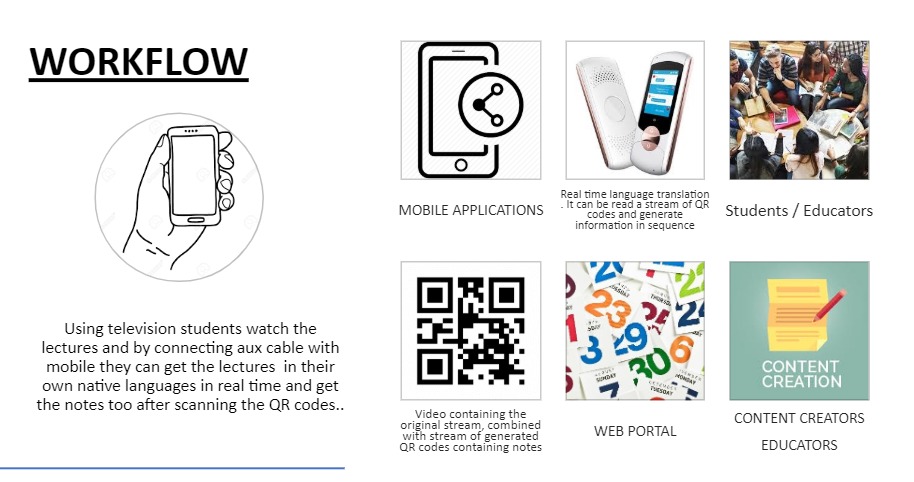 WORKFLOW
Using television students watch the
lectures and by connecting aux cable with
mobile they can get the lectures in their
own native languages in real time and get
the notes too after scanning the QR codes..
MOBILE APPLICATIONS
Real time language translation
. It can be read a stream of QR
codes and generate
information in sequence
Students / Educators
Video containing the
original stream, combined
with stream of generated
QR codes containing notes
23
29
30
6
SUNDAY
TUESDAY
WEB PORTAL
CONTENT
CREATION
CONTENT CREATORS
EDUCATORS